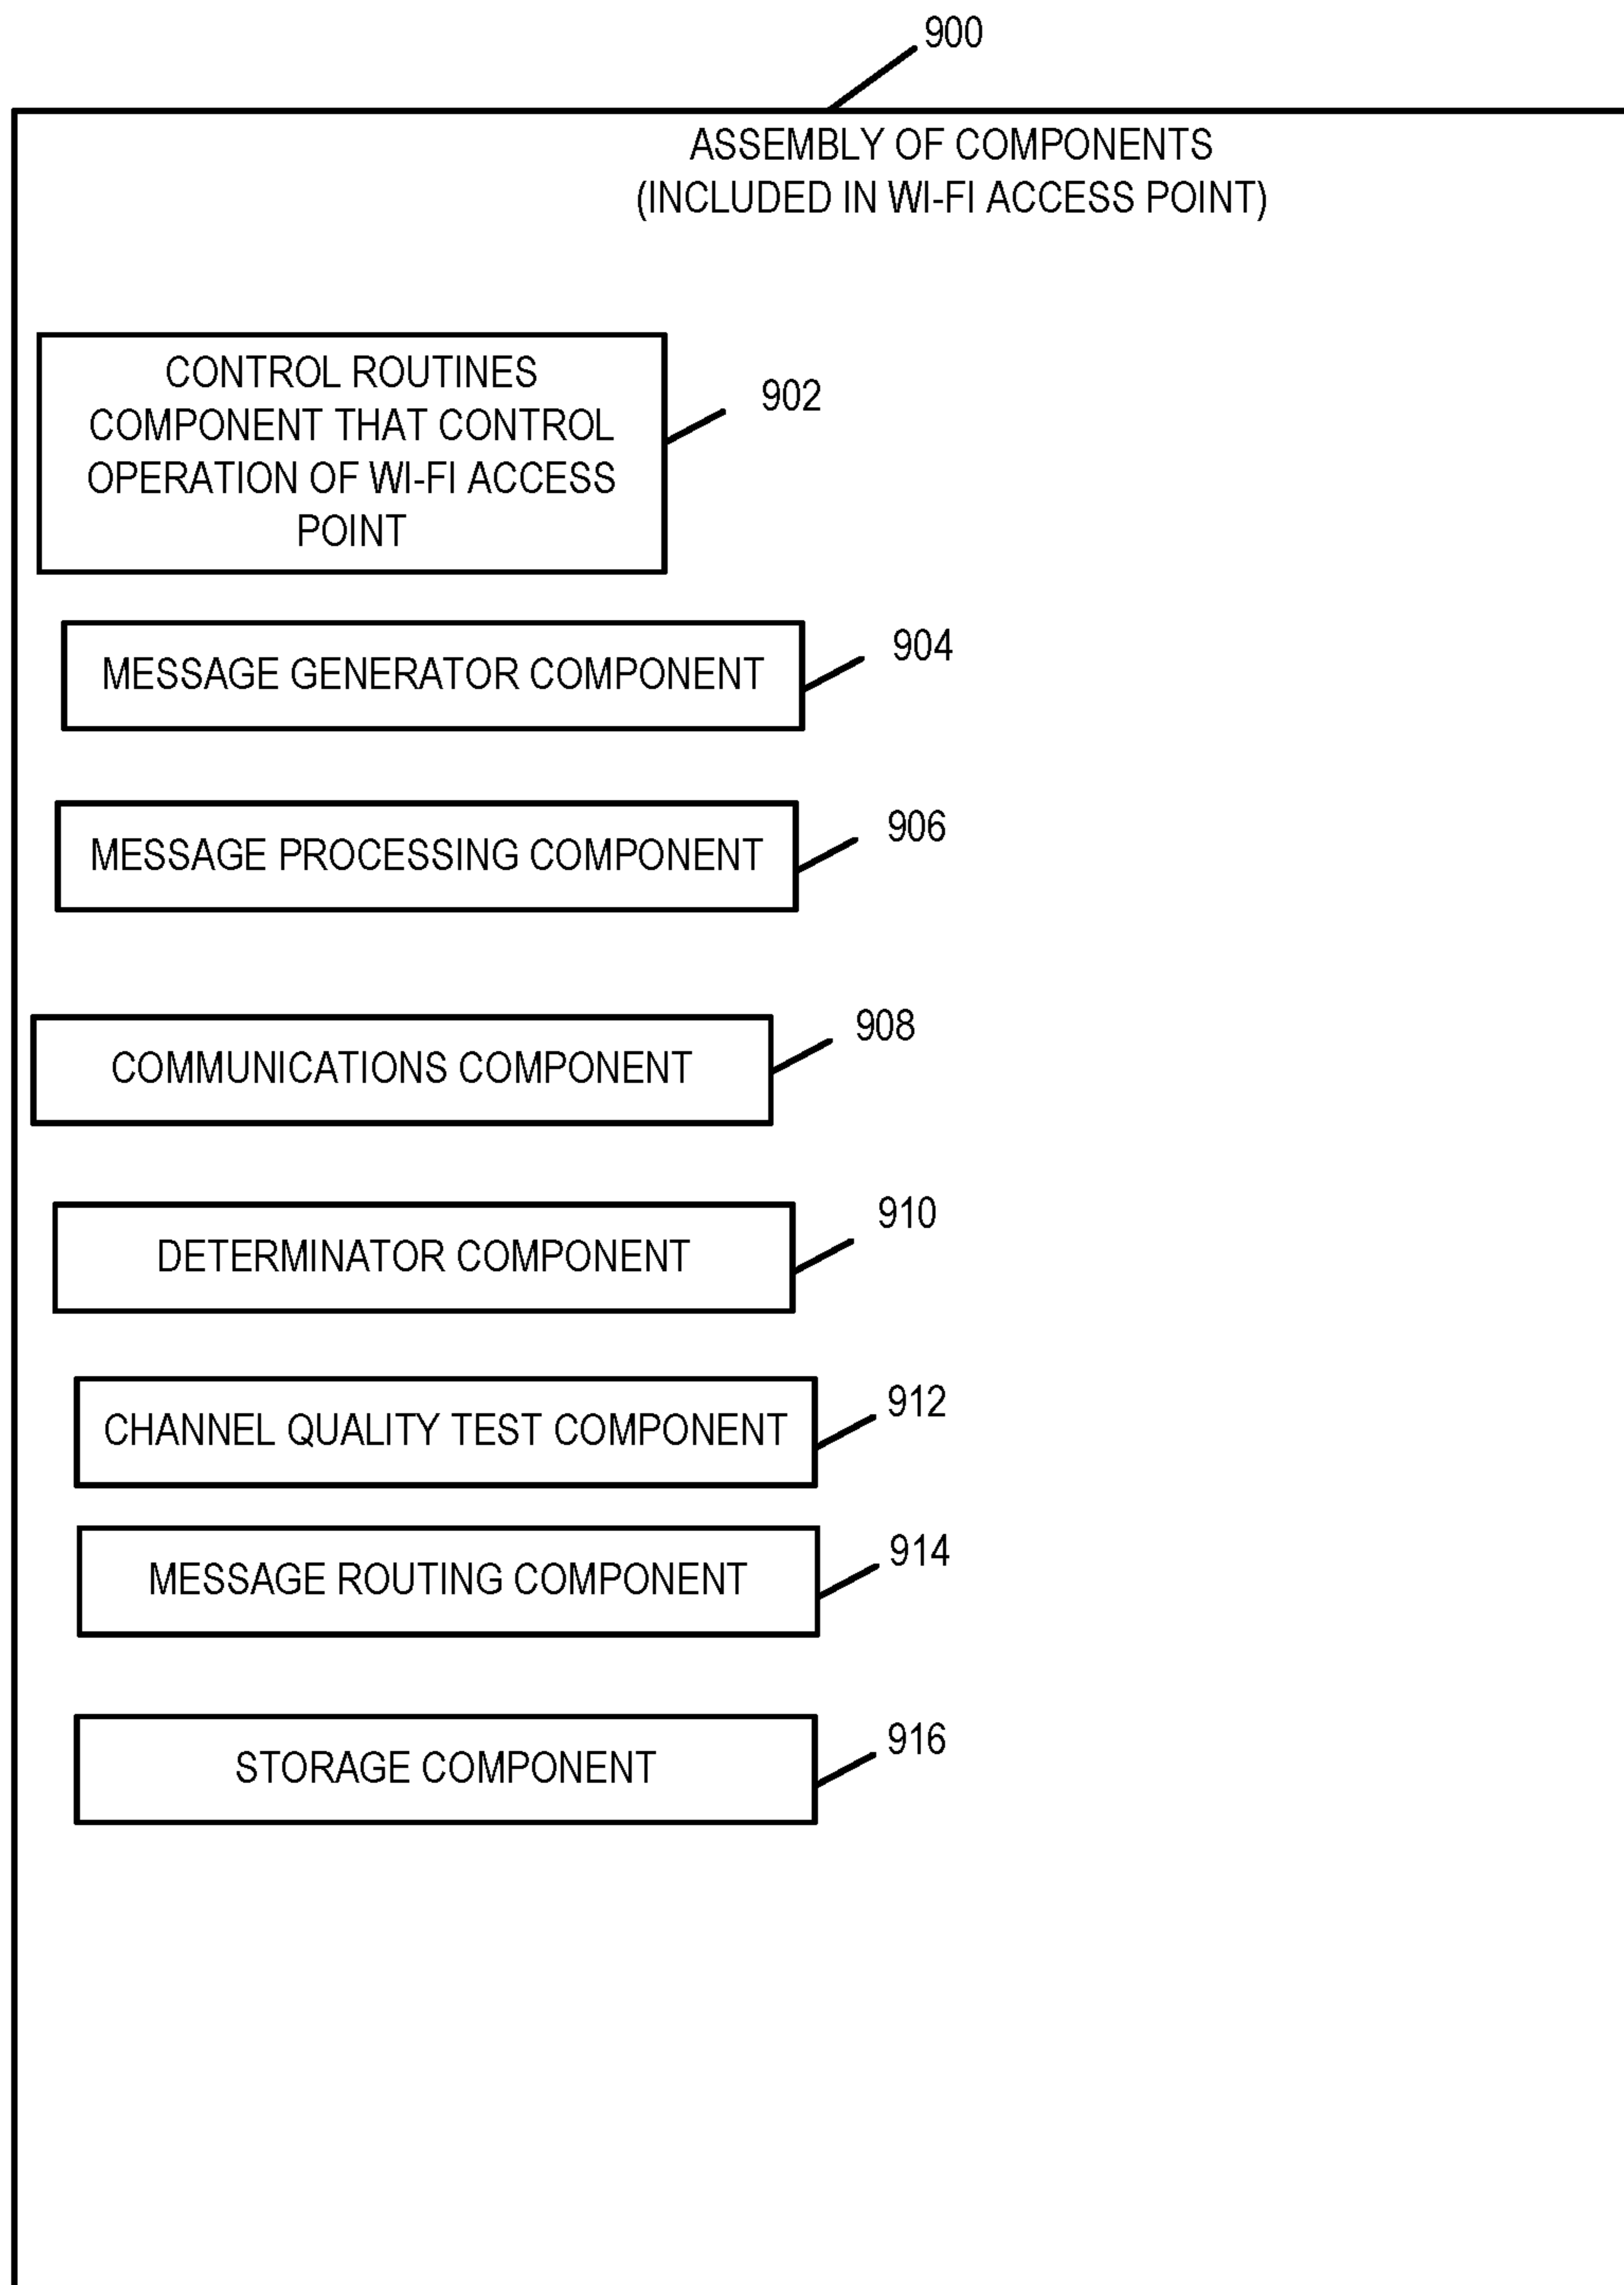 900
ASSEMBLY OF COMPONENTS
(INCLUDED IN WI-FI ACCESS POINT)
CONTROL ROUTINES
COMPONENT THAT CONTROL
OPERATION OF WI-FI ACCESS
POINT
902
MESSAGE GENERATOR COMPONENT
904
MESSAGE PROCESSING COMPONENT
906
COMMUNICATIONS COMPONENT
908
DETERMINATOR COMPONENT
910
CHANNEL QUALITY TEST COMPONENT
912
MESSAGE ROUTING COMPONENT
914
STORAGE COMPONENT
916